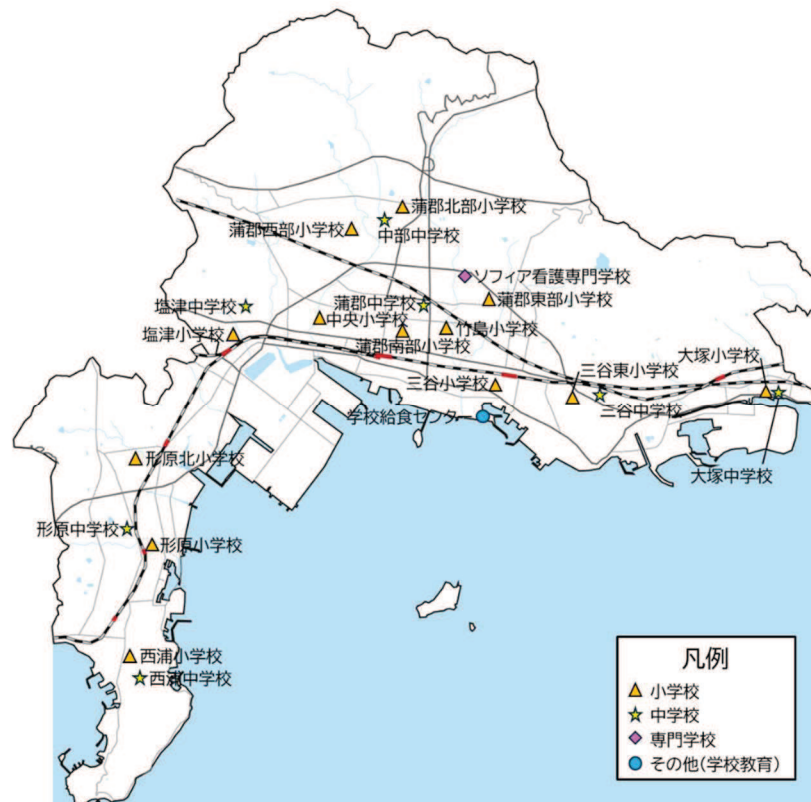 蒲郡北部小学校
蒲郡西部小学校
中部中学校
ソフィア看護専門学校
塩津中学校
蒲郡中学校
蒲郡東部小学校
中央小学校
竹島小学校
塩津小学校
蒲郡南部小学校
大塚小学校
三谷東小学校
三谷小学校
三谷中学校
学校給食センタ
大塚中学校
形原北小学校
形原中学校
形原小学校
西浦小学校
西浦中学校
凡例
小学校
中学校
専門学校
その他(学校教育)